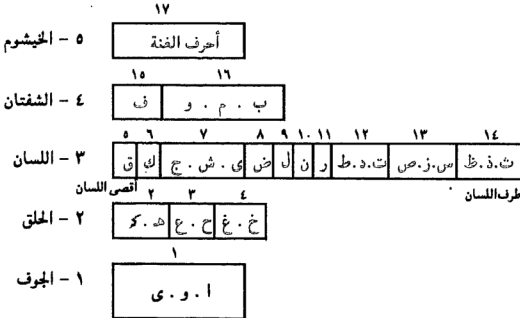 ١٧
٥ - الخيشوم أحرف الغنة
١٥ ١٦
٤ - الشفتان ف ب . م . و
٥ ٦ ٧ ٨ ٩ ١٠ ١١ ١٢ ١٣ ١٤
٣ - اللسان ق ك ى . ش . ج ض ل ن ر ت.د.ط س.ز.ص ث.ذ.ظ
أقصى اللسان طرف اللسان
٢ ٣ ٤
٢ - الحلق ح . ع خ . غ
١
١ - الجوف ا . و . ى